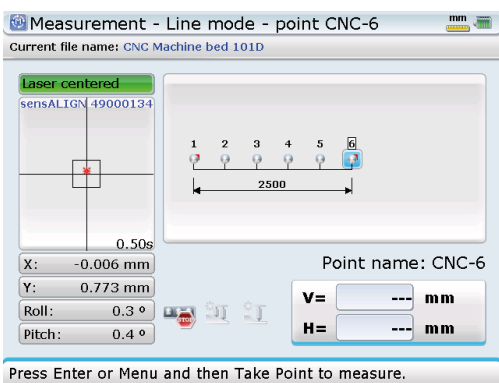 Measurement - Line mode - point CNC-6
mm
Current file name: CNC Machine bed 101D
Laser centered
sensALIGN 49000134
0.50s
1 2 3 4 5 6
2500
X: -0.006 mm
Y: 0.773 mm
Roll: 0.3 º
Pitch: 0.4 º
STOP
Point name: CNC-6
V= --- mm
H= --- mm
Press Enter or Menu and then Take Point to measure.